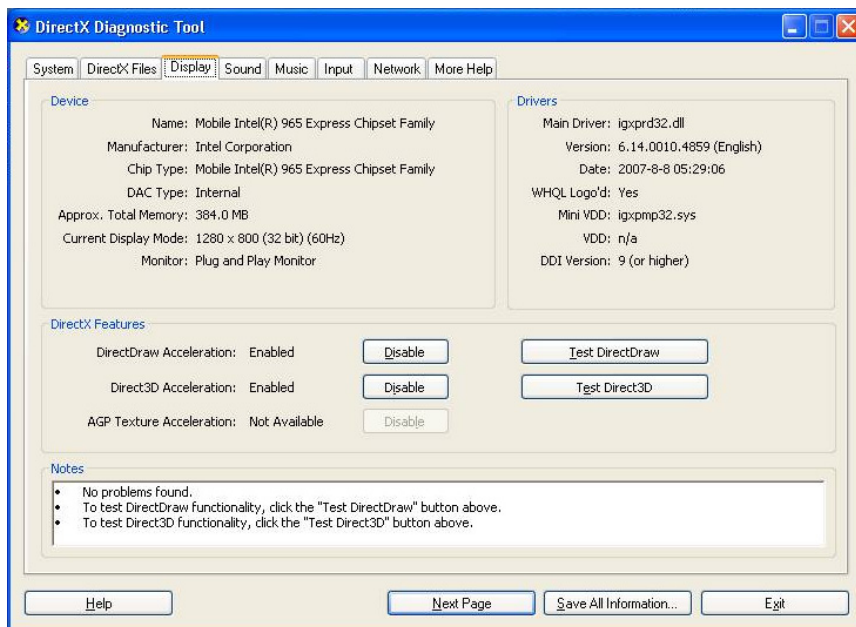 DirectX Diagnostic Tool
System DirectX Files Display Sound Music Input Network More Help
Device
Name: Mobile Intel(R) 965 Express Chipset Family
Manufacturer: Intel Corporation
Chip Type: Mobile Intel(R) 965 Express Chipset Family
DAC Type: Internal
Approx. Total Memory: 384.0 MB
Current Display Mode: 1280 x 800 (32 bit) (60Hz)
Monitor: Plug and Play Monitor
Drivers
Main Driver: igxprd32.dll
Version: 6.14.0010.4859 (English)
Date: 2007-8-8 05:29:06
WHQL Logo'd: Yes
Mini VDD: igxpmp32.sys
VDD: n/a
DDI Version: 9 (or higher)
DirectX Features
DirectDraw Acceleration: Enabled Disable Test DirectDraw
Direct3D Acceleration: Enabled Disable Test Direct3D
AGP Texture Acceleration: Not Available Disable
Notes
• No problems found.
• To test DirectDraw functionality, click the "Test DirectDraw" button above.
• To test Direct3D functionality, click the "Test Direct3D" button above.
Help Next Page Save All Information... Exit